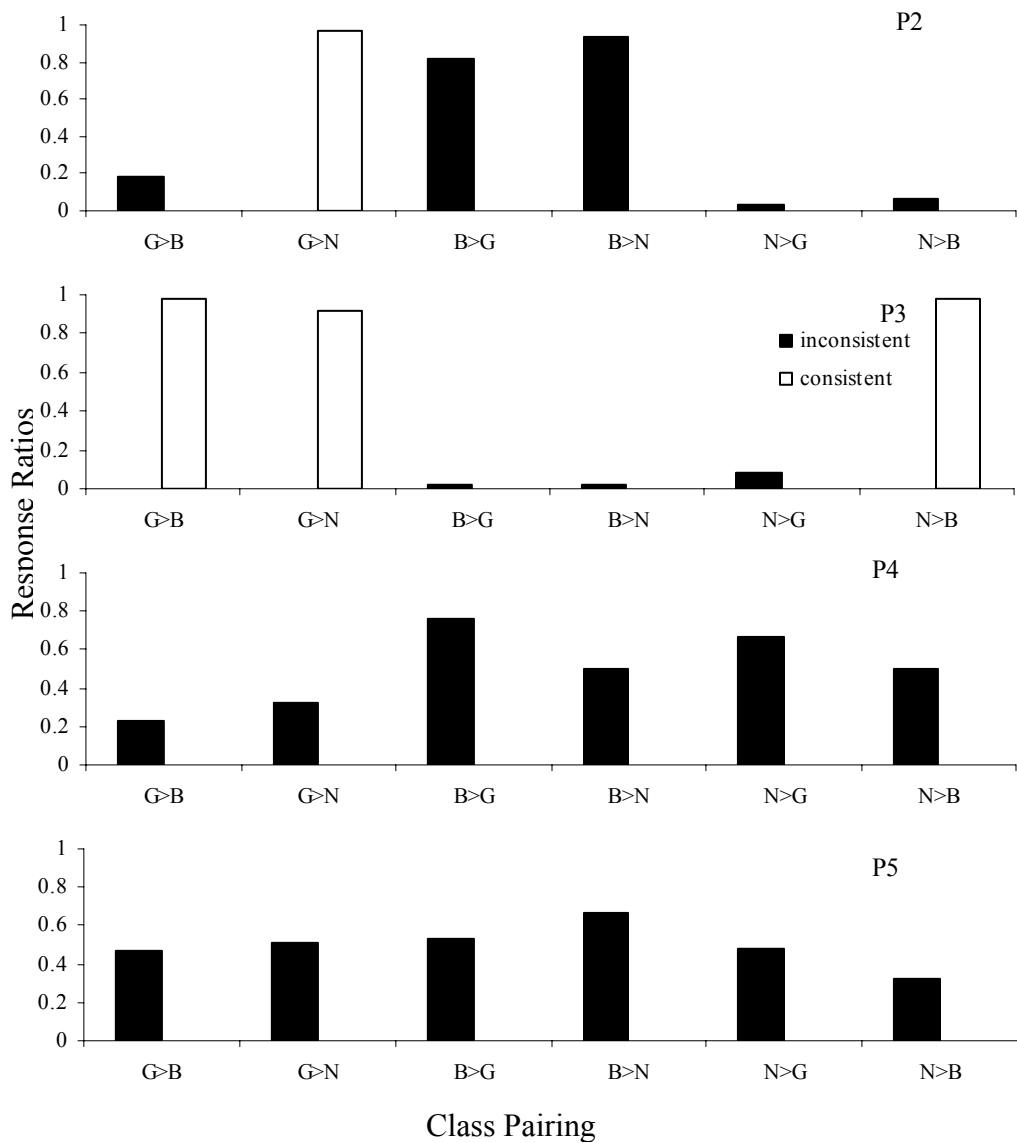 P2
1
0.8
0.6
0.4
0.2
0
G>B G>N B>G B>N N>G N>B
P3
inconsistent
consistent
1
0.8
0.6
0.4
0.2
0
G>B G>N B>G B>N N>G N>B
Response Ratios
P4
1
0.8
0.6
0.4
0.2
0
G>B G>N B>G B>N N>G N>B
P5
1
0.8
0.6
0.4
0.2
0
G>B G>N B>G B>N N>G N>B
Class Pairing